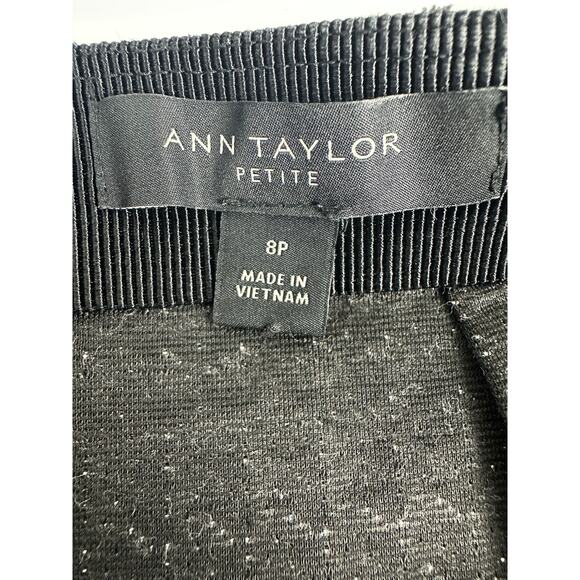 ANN TAYLOR
PETITE
8P
MADE IN
VIETNAM